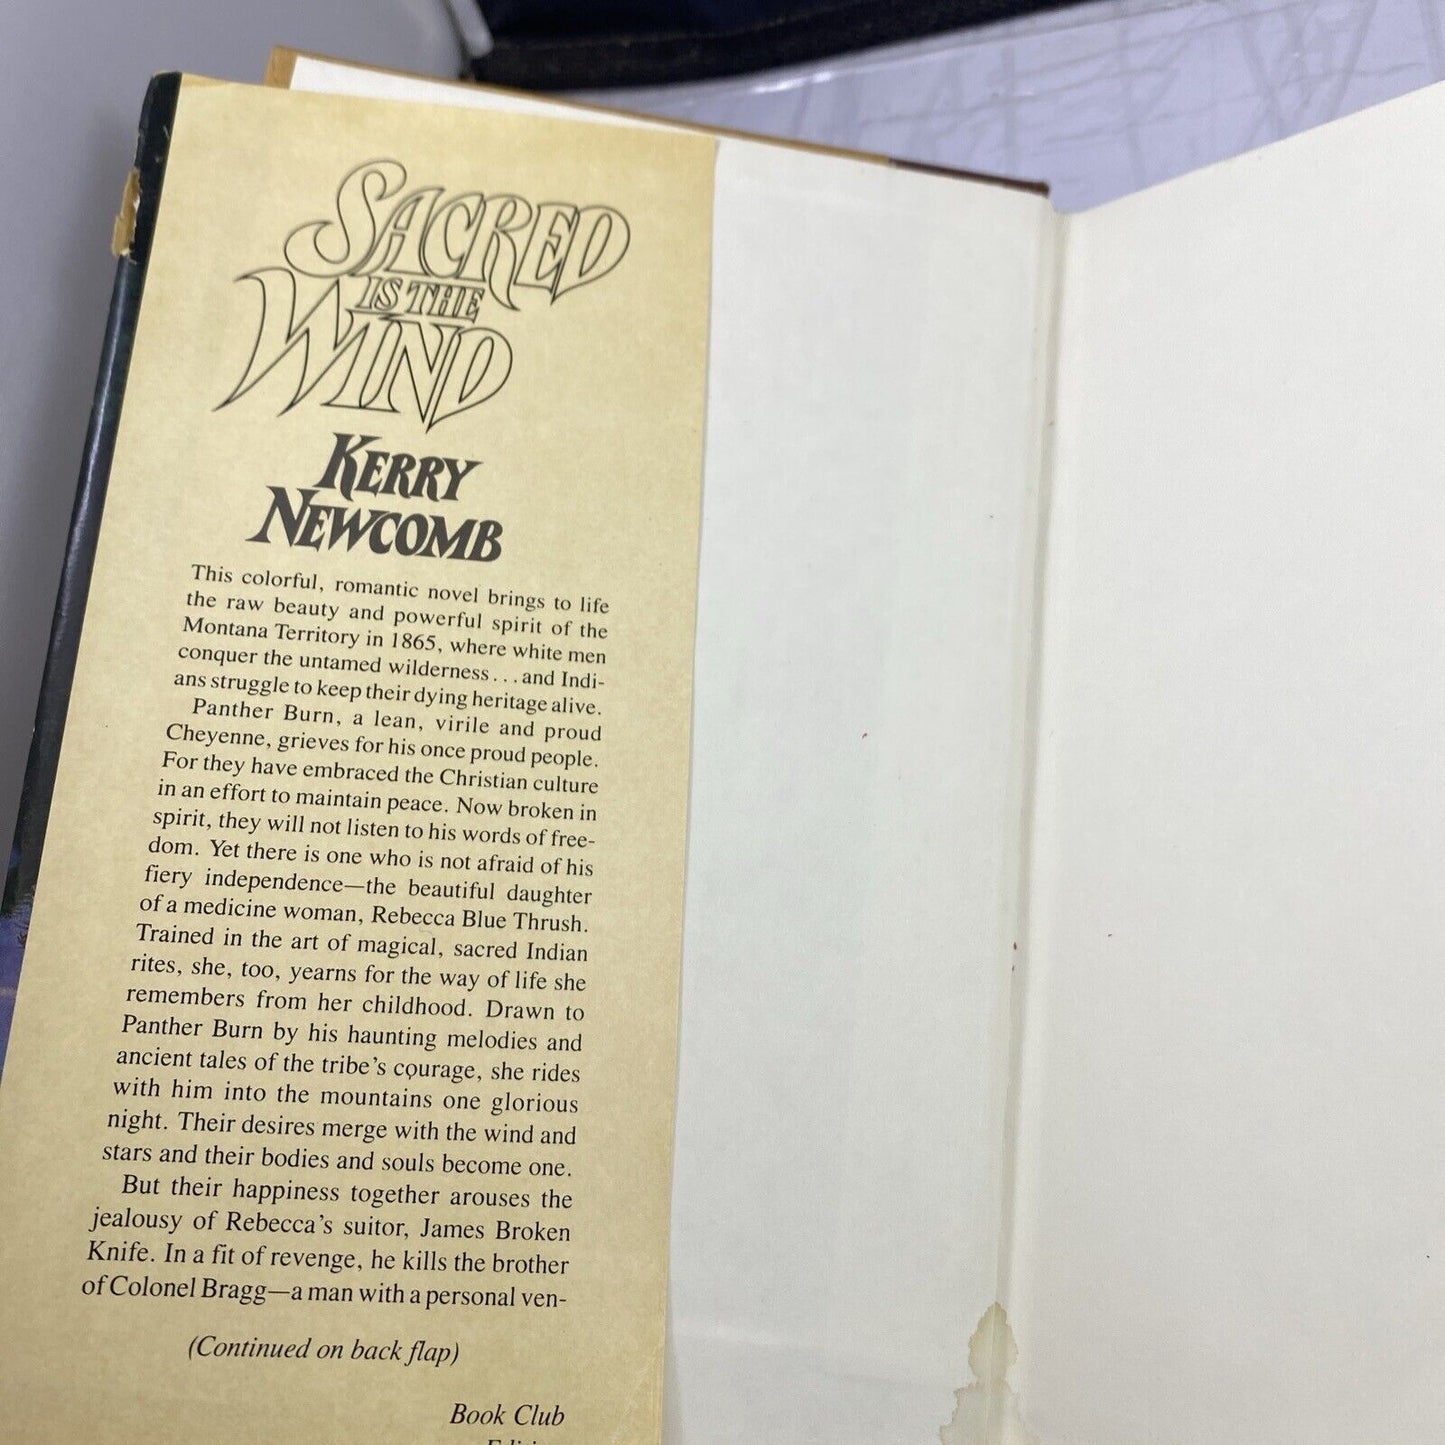 SACRED
IS THE
WIND
KERRY
NEWCOMB
This colorful, romantic novel brings to life
the raw beauty and powerful spirit of the
Montana Territory in 1865, where white men
conquer the untamed wilderness...and Indi-
ans struggle to keep their dying heritage alive.
Panther Burn, a lean, virile and proud
Cheyenne, grieves for his once proud people.
For they have embraced the Christian culture
in an effort to maintain peace. Now broken in
spirit, they will not listen to his words of free-
dom. Yet there is one who is not afraid of his
fiery independence—the beautiful daughter
of a medicine woman, Rebecca Blue Thrush.
Trained in the art of magical, sacred Indian
rites, she, too, yearns for the way of life she
remembers from her childhood. Drawn to
Panther Burn by his haunting melodies and
ancient tales of the tribe's courage, she rides
with him into the mountains one glorious
night. Their desires merge with the wind and
stars and their bodies and souls become one.
But their happiness together arouses the
jealousy of Rebecca's suitor, James Broken
Knife. In a fit of revenge, he kills the brother
of Colonel Bragg—a man with a personal ven-
(Continued on back flap)
Book Club